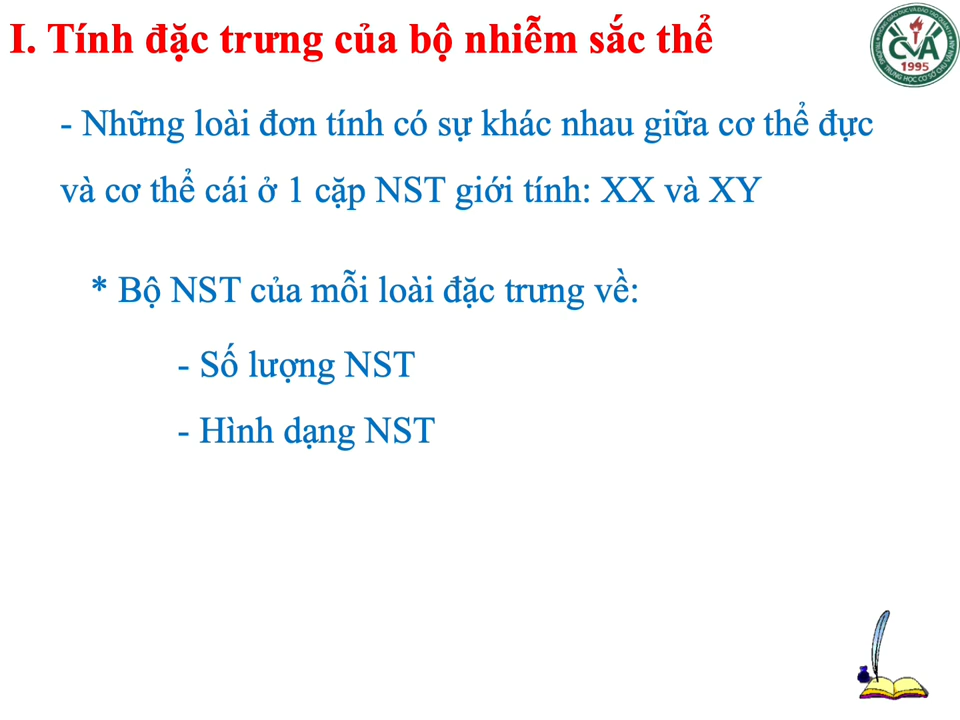 I. Tính đặc trưng của bộ nhiễm sắc thể
CVA
1995
- Những loài đơn tính có sự khác nhau giữa cơ thể đực
và cơ thể cái ở 1 cặp NST giới tính: XX và XY
* Bộ NST của mỗi loài đặc trưng về:
- Số lượng NST
- Hình dạng NST